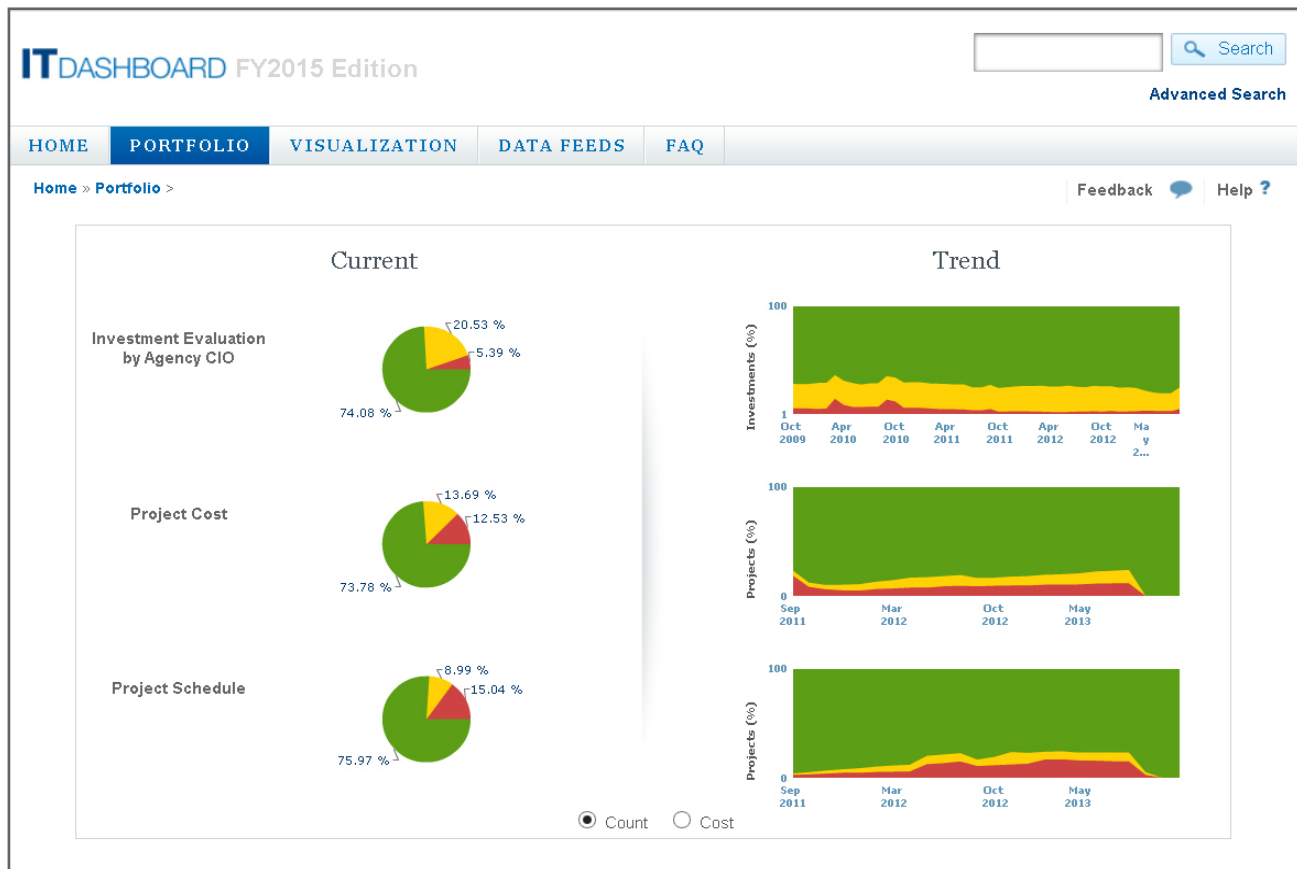 ITDASHBOARD FY2015 Edition
Search
Advanced Search
HOME PORTFOLIO VISUALIZATION DATA FEEDS FAQ
Home » Portfolio >
Feedback Help ?
Current
Trend
Investment Evaluation
by Agency CIO
20.53 %
5.39 %
74.08 %
100
Investments (%)
1
Oct
2009
Apr
2010
Oct
2010
Apr
2011
Oct
2011
Apr
2012
Oct
2012
Ma
y
2...
Project Cost
13.69 %
12.53 %
73.78 %
100
Projects (%)
0
Sep
2011
Mar
2012
Oct
2012
May
2013
Project Schedule
8.99 %
15.04 %
75.97 %
100
Projects (%)
0
Sep
2011
Mar
2012
Oct
2012
May
2013
Count Cost